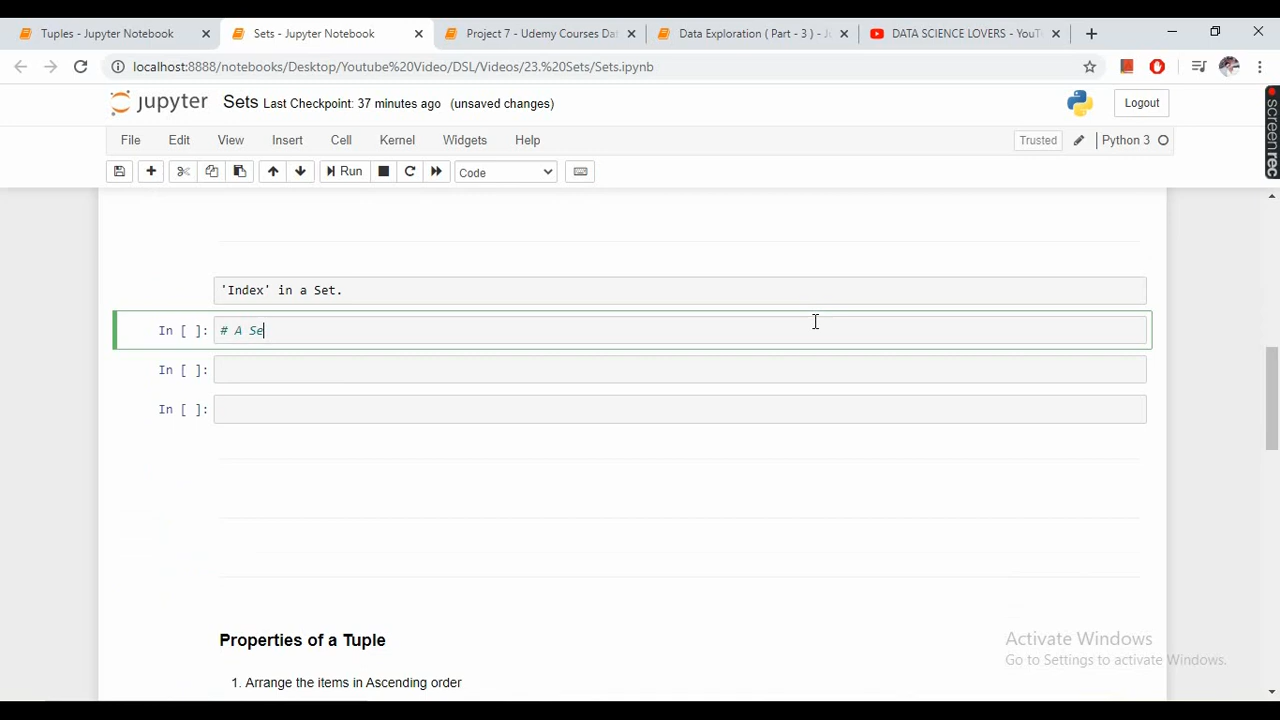 Tuples - Jupyter Notebook
Sets - Jupyter Notebook
Project 7 - Udemy Courses Dat
Data Exploration ( Part - 3 ) - Ju
DATA SCIENCE LOVERS - YouT
localhost:8888/notebooks/Desktop/Youtube%20Video/DSL/Videos/23.%20Sets/Sets.ipynb
jupyter Sets Last Checkpoint: 37 minutes ago (unsaved changes)
Logout
File Edit View Insert Cell Kernel Widgets Help
Trusted
Python 3
Run
Code
screenrec
'Index' in a Set.
In [ ]: # A Se
In [ ]:
In [ ]:
Properties of a Tuple
1. Arrange the items in Ascending order
Activate Windows
Go to Settings to activate Windows.